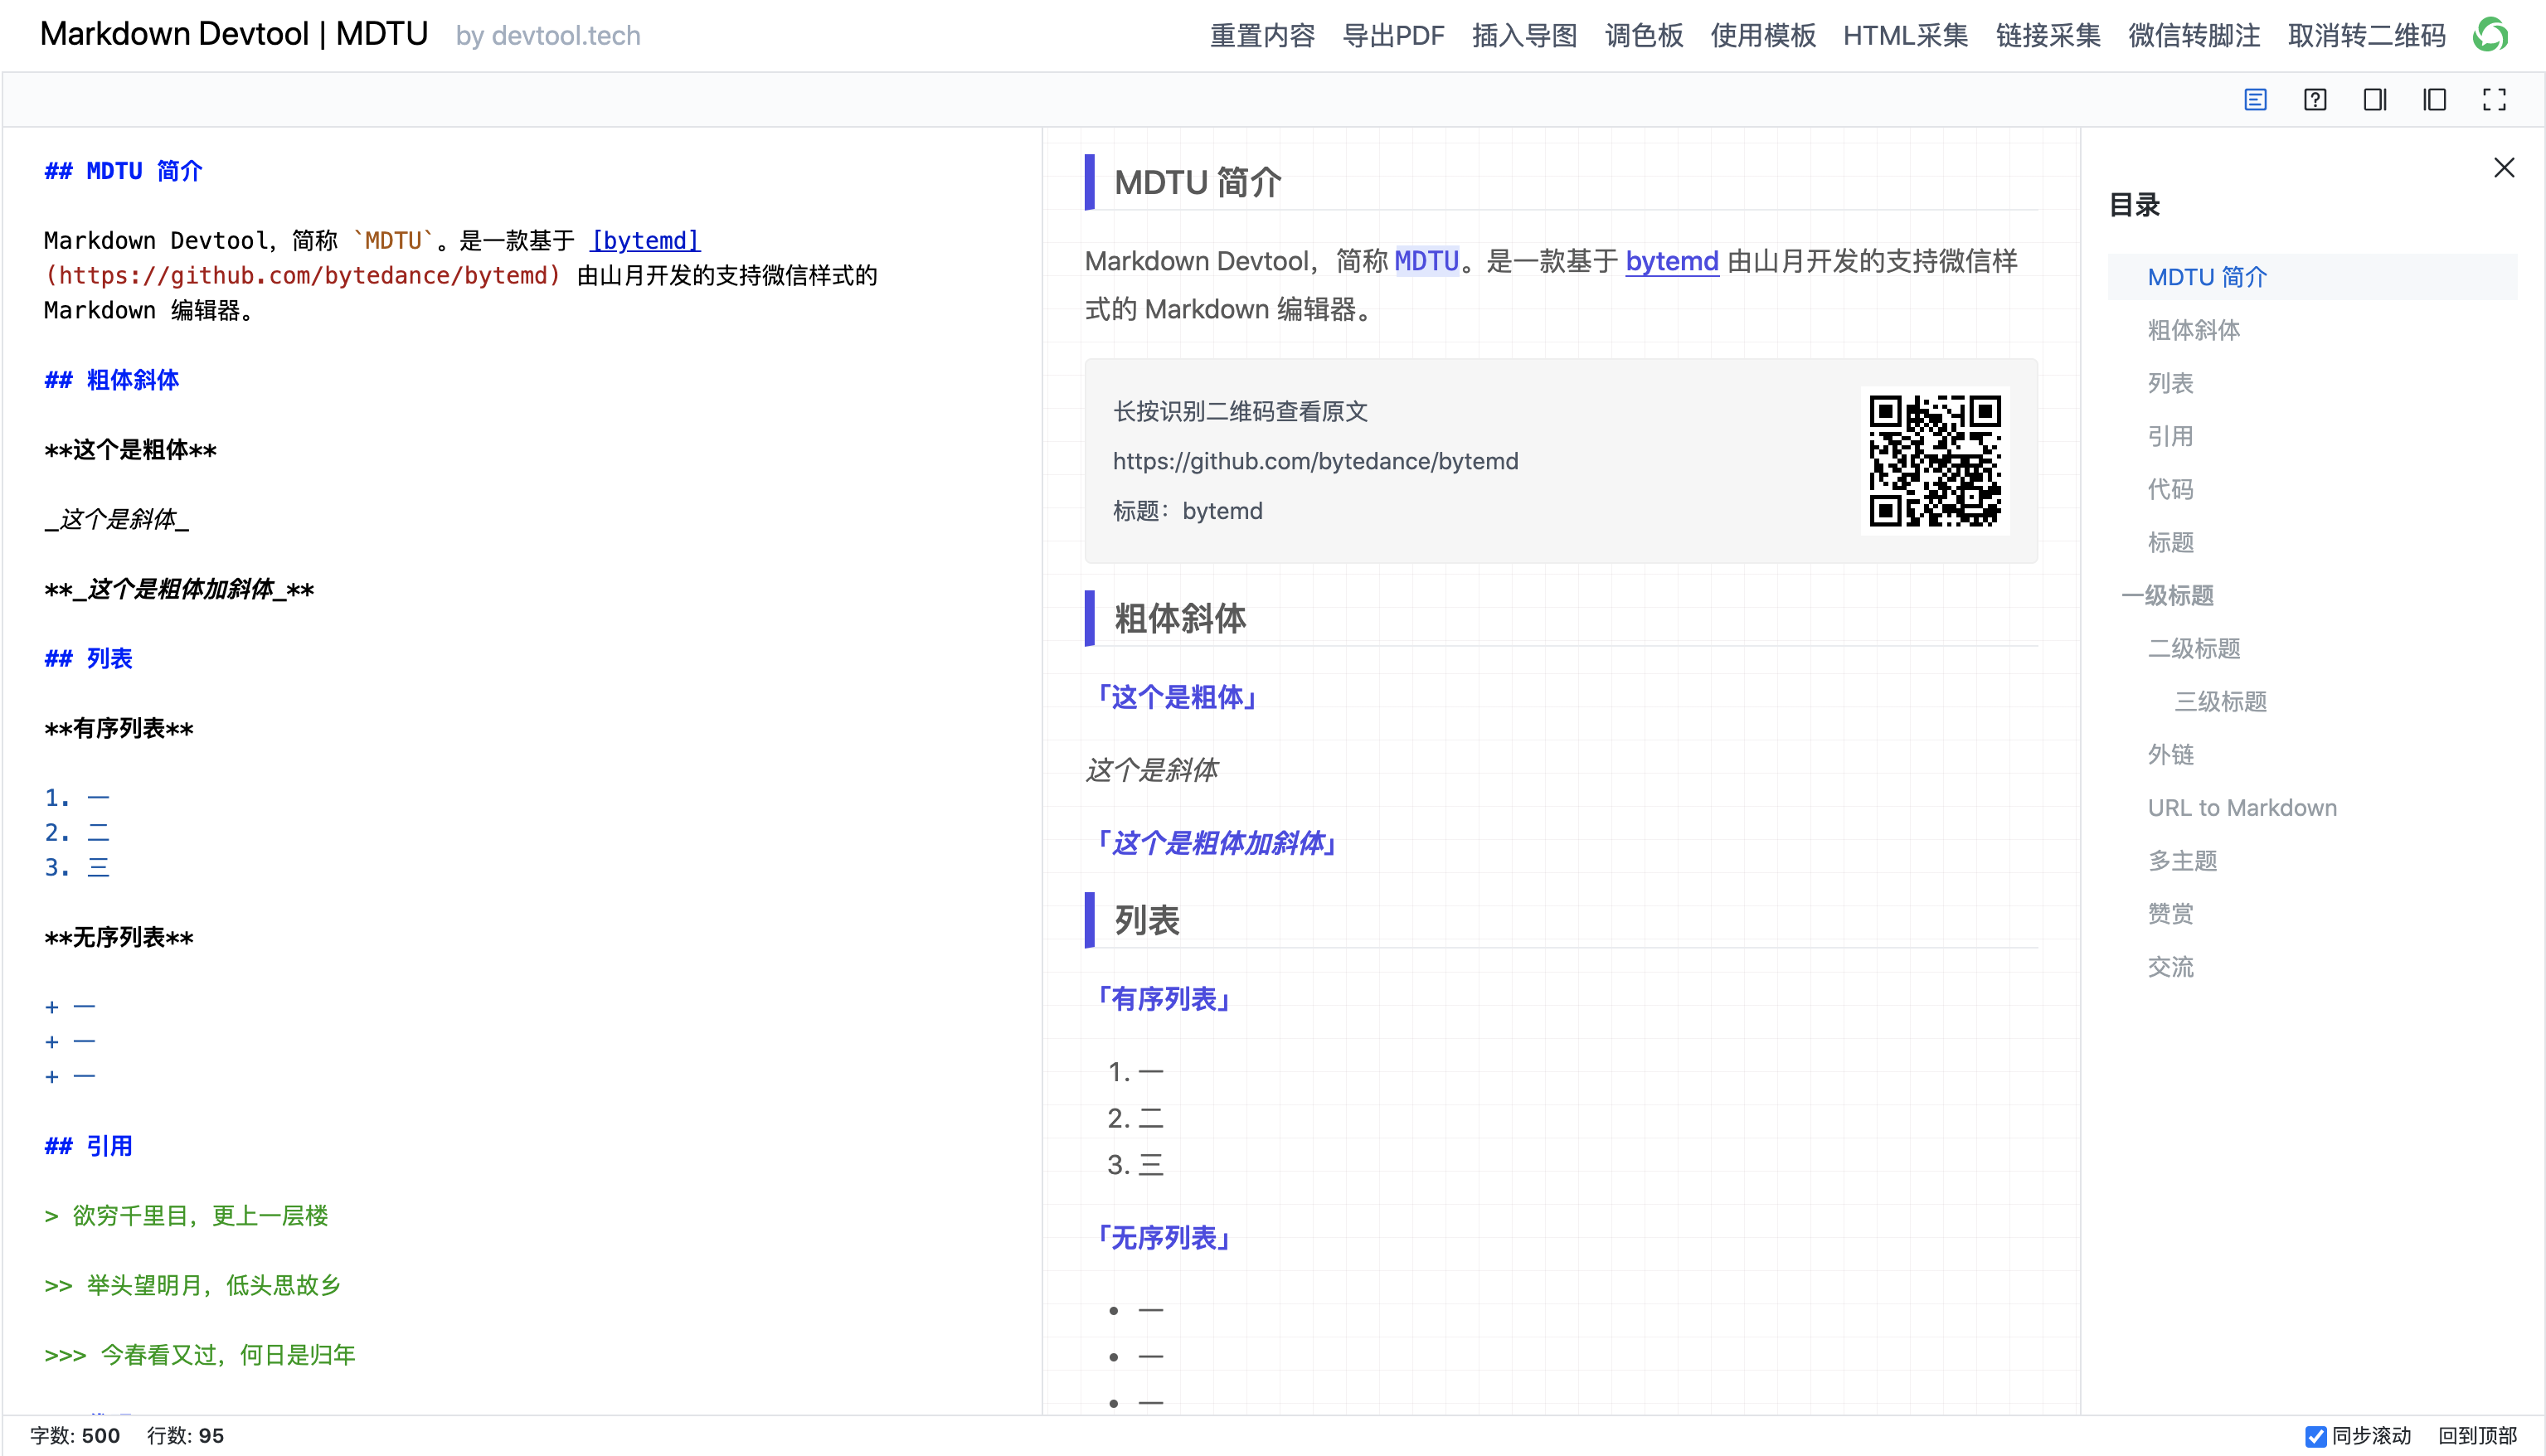 Markdown Devtool | MDTU by devtool.tech 重置内容 导出PDF 插入导图 调色板 使用模板 HTML采集 链接采集 微信转脚注 取消转二维码
## MDTU 简介
Markdown Devtool，简称 `MDTU`。是一款基于 [bytemd]
(https://github.com/bytedance/bytemd) 由山月开发的支持微信样式的
Markdown 编辑器。
## 粗体斜体
**这个是粗体**
_这个是斜体_
**_这个是粗体加斜体_**
## 列表
**有序列表**
1. 一
2. 二
3. 三
**无序列表**
+ 一
+ 一
+ 一
## 引用
> 欲穷千里目，更上一层楼
>> 举头望明月，低头思故乡
>>> 今春看又过，何日是归年
MDTU 简介
Markdown Devtool，简称 MDTU。是一款基于 bytemd 由山月开发的支持微信样
式的 Markdown 编辑器。
长按识别二维码查看原文
https://github.com/bytedance/bytemd
标题：bytemd
粗体斜体
「这个是粗体」
这个是斜体
「这个是粗体加斜体」
列表
「有序列表」
1. 一
2. 二
3. 三
「无序列表」
• 一
• 一
• 一
目录
MDTU 简介
粗体斜体
列表
引用
代码
标题
一级标题
二级标题
三级标题
外链
URL to Markdown
多主题
赞赏
交流
字数: 500 行数: 95 同步滚动 回到顶部